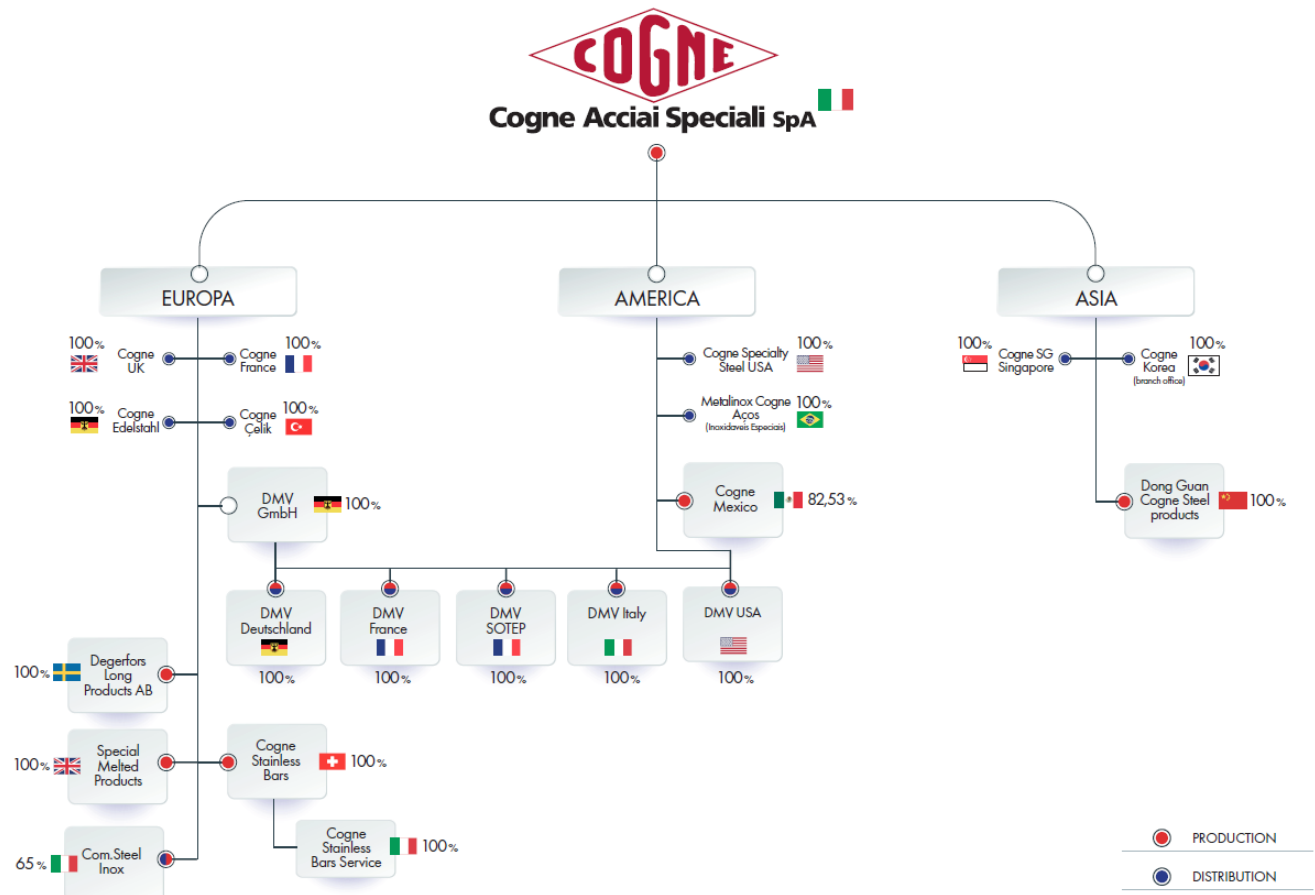 COGNE
Cogne Acciai Speciali SpA
EUROPA
AMERICA
ASIA
100%
Cogne
UK
Cogne
France
100%
100%
Cogne
Edelstahl
Cogne
Çelik
100%
Cogne Specialty
Steel USA
100%
Metalinox Cogne
Aços
(Inoxidaveis Especiais)
100%
100%
Cogne SG
Singapore
Cogne
Korea
(branch office)
100%
DMV
GmbH
100%
Cogne
Mexico
82,53%
Dong Guan
Cogne Steel
products
100%
DMV
Deutschland
100%
DMV
France
100%
DMV
SOTEP
100%
DMV Italy
100%
DMV USA
100%
100%
Degerfors
Long
Products AB
100%
Special
Melted
Products
Cogne
Stainless
Bars
100%
65%
Com.Steel
Inox
Cogne
Stainless
Bars Service
100%
PRODUCTION
DISTRIBUTION